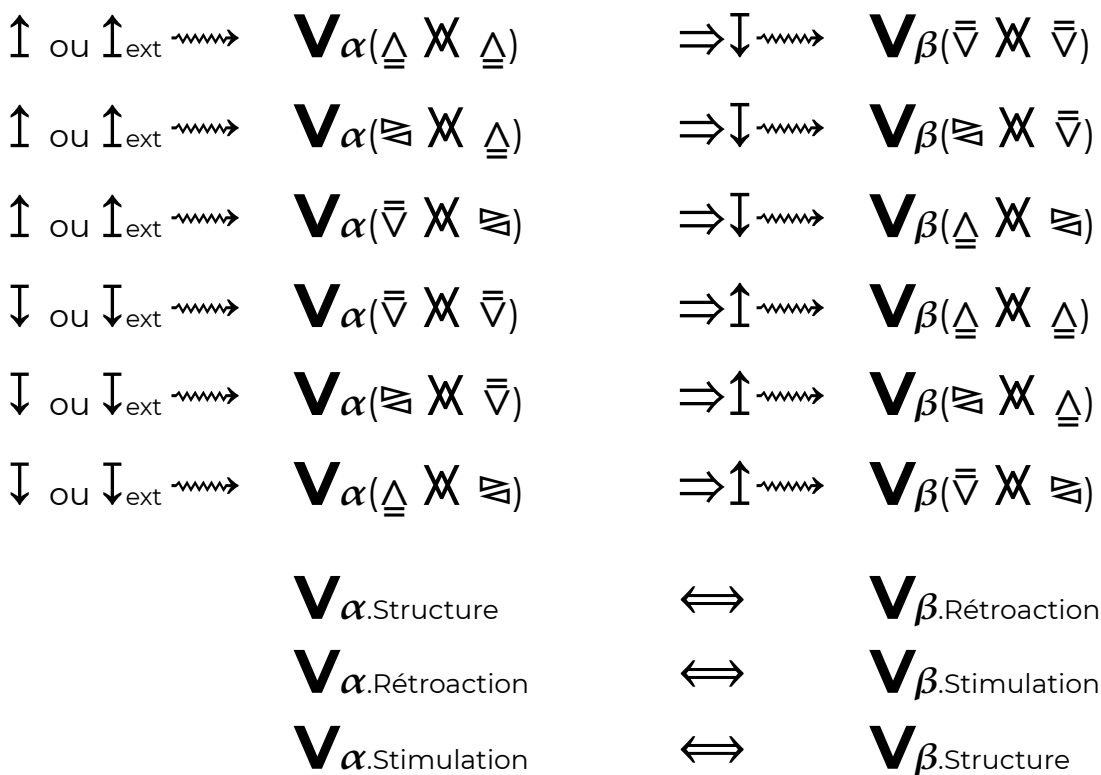 ↥ ou ↥ext ⬳ Vα(⩓ ᙭ ⩓) ⇒ ↧ ⇝ Vβ(⊽ ᙭ ⊽)
↥ ou ↥ext ⇝ Vα(⪚ ᙭ ⩓) ⇒ ↧ ⇝ Vβ(⪚ ᙭ ⊽)
↥ ou ↥ext ⇝ Vα(⊽ ᙭ ⪙) ⇒ ↧ ⇝ Vβ(⩓ ᙭ ⪙)
↧ ou ↧ext ⇝ Vα(⊽ ᙭ ⊽) ⇒ ↥ ⇝ Vβ(⩓ ᙭ ⩓)
↧ ou ↧ext ⇝ Vα(⪚ ᙭ ⊽) ⇒ ↥ ⇝ Vβ(⪚ ᙭ ⩓)
↧ ou ↧ext ⇝ Vα(⩓ ᙭ ⪙) ⇒ ↥ ⇝ Vβ(⊽ ᙭ ⪙)
Vα.Structure ⟺ Vβ.Rétroaction
Vα.Rétroaction ⟺ Vβ.Stimulation
Vα.Stimulation ⟺ Vβ.Structure